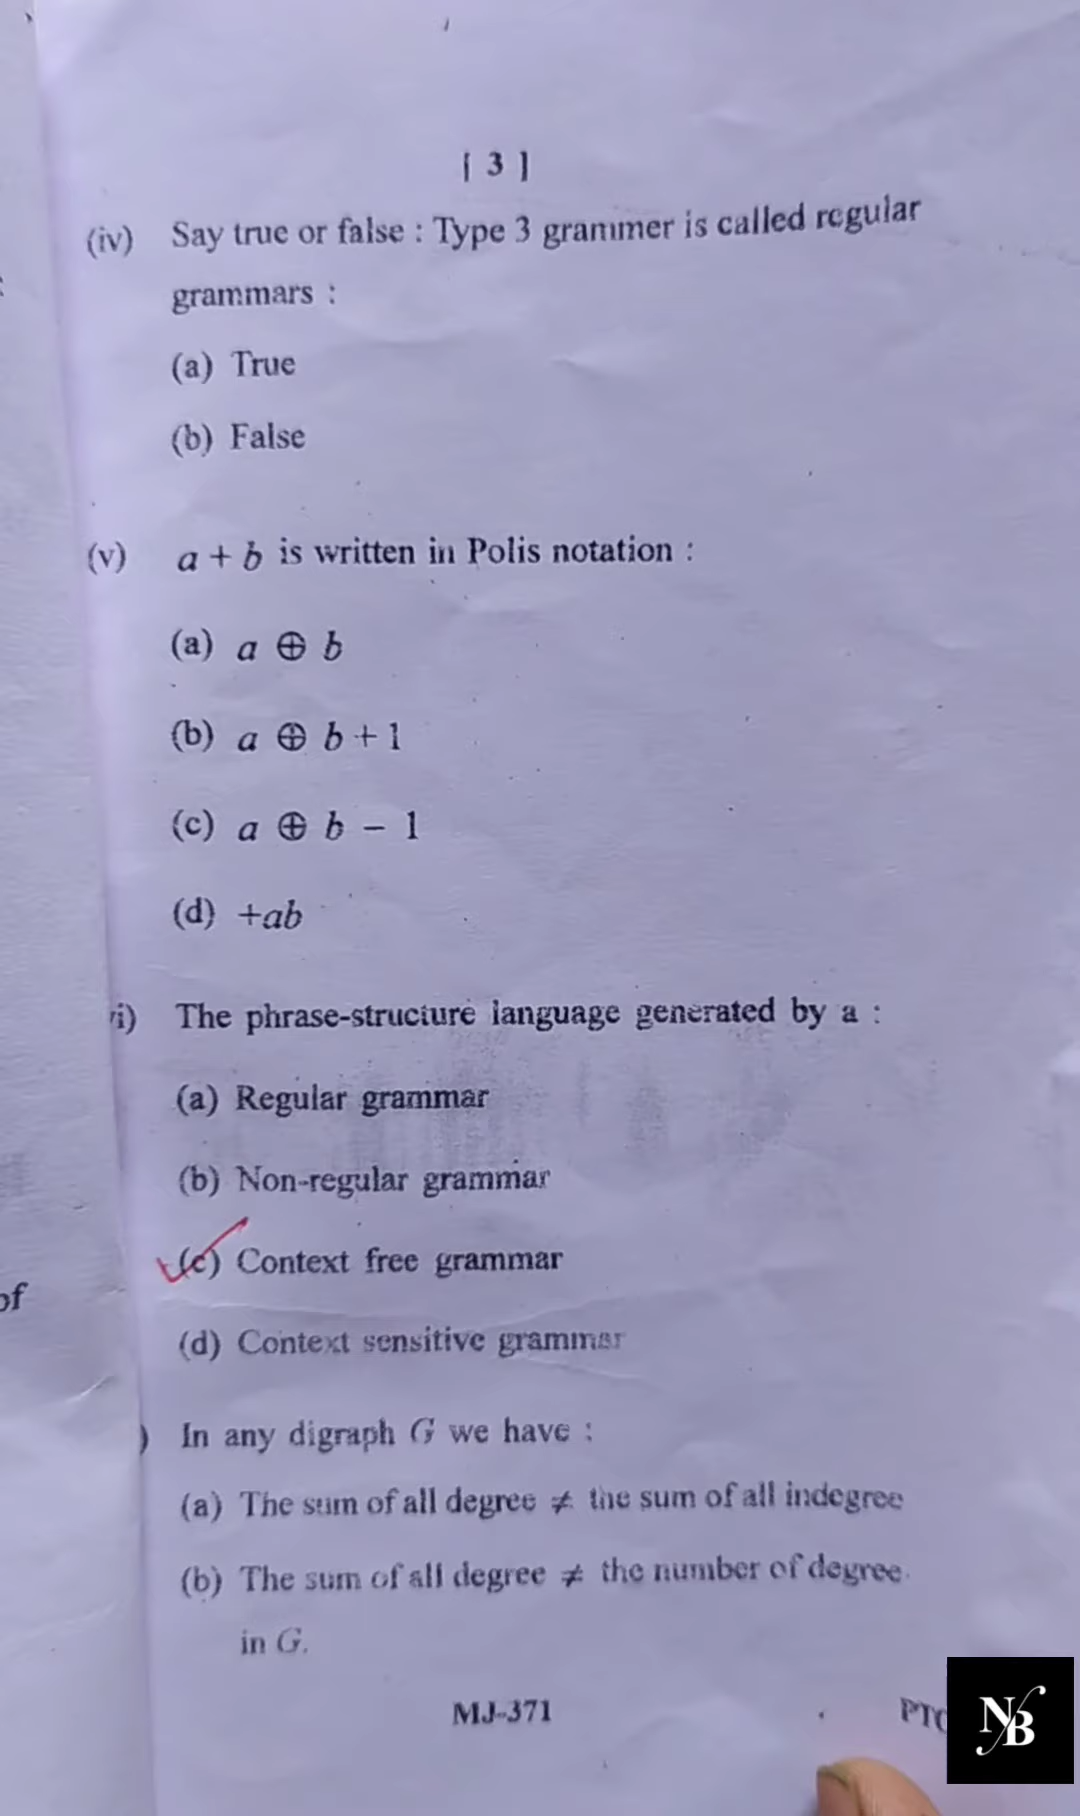 [ 3 ]
(iv) Say true or false : Type 3 grammer is called regular
grammars :
(a) True
(b) False
(v) a + b is written in Polis notation :
(a) a ⊕ b
(b) a ⊕ b + 1
(c) a ⊕ b − 1
(d) +ab
vi) The phrase-structure language generated by a :
(a) Regular grammar
(b) Non-regular grammar
(c) Context free grammar
of
(d) Context sensitive grammar
) In any digraph G we have :
(a) The sum of all degree ≠ the sum of all indegree
(b) The sum of all degree ≠ the number of degree
in G.
MJ-371
PTO
NB